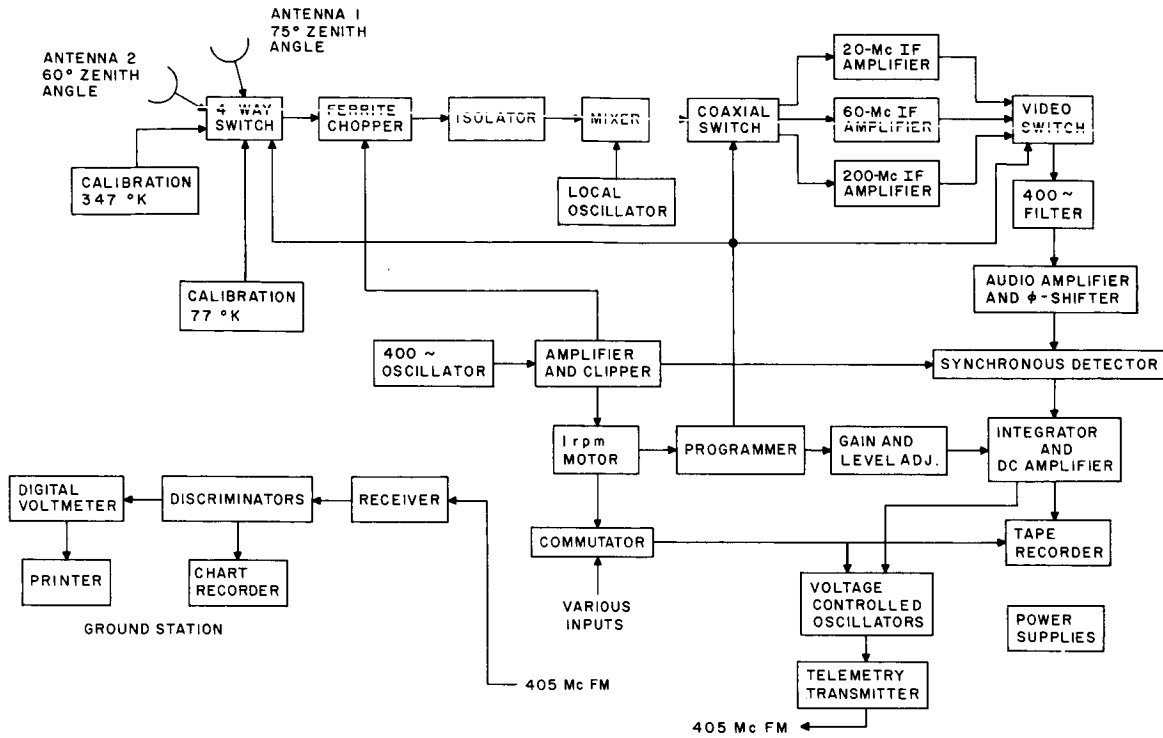 ANTENNA 1
75° ZENITH
ANGLE
ANTENNA 2
60° ZENITH
ANGLE
4 WAY
SWITCH
FERRITE
CHOPPER
ISOLATOR
MIXER
COAXIAL
SWITCH
20-Mc IF
AMPLIFIER
60-Mc IF
AMPLIFIER
200-Mc IF
AMPLIFIER
VIDEO
SWITCH
CALIBRATION
347 °K
LOCAL
OSCILLATOR
400 ~
FILTER
CALIBRATION
77 °K
AUDIO AMPLIFIER
AND ϕ-SHIFTER
400 ~
OSCILLATOR
AMPLIFIER
AND CLIPPER
SYNCHRONOUS DETECTOR
1 rpm
MOTOR
PROGRAMMER
GAIN AND
LEVEL ADJ.
INTEGRATOR
AND
DC AMPLIFIER
DIGITAL
VOLTMETER
DISCRIMINATORS
RECEIVER
COMMUTATOR
TAPE
RECORDER
PRINTER
CHART
RECORDER
VARIOUS
INPUTS
VOLTAGE
CONTROLLED
OSCILLATORS
POWER
SUPPLIES
GROUND STATION
405 Mc FM
TELEMETRY
TRANSMITTER
405 Mc FM